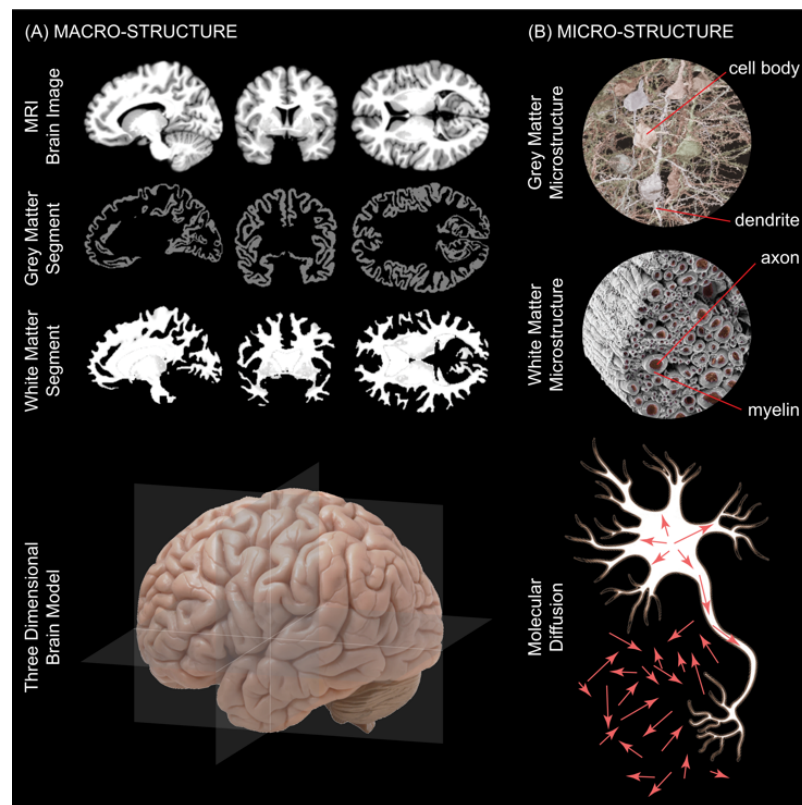 (A) MACRO-STRUCTURE
MRI
Brain Image
Grey Matter
Segment
White Matter
Segment
Three Dimensional
Brain Model
(B) MICRO-STRUCTURE
Grey Matter
Microstructure
cell body
dendrite
White Matter
Microstructure
axon
myelin
Molecular
Diffusion